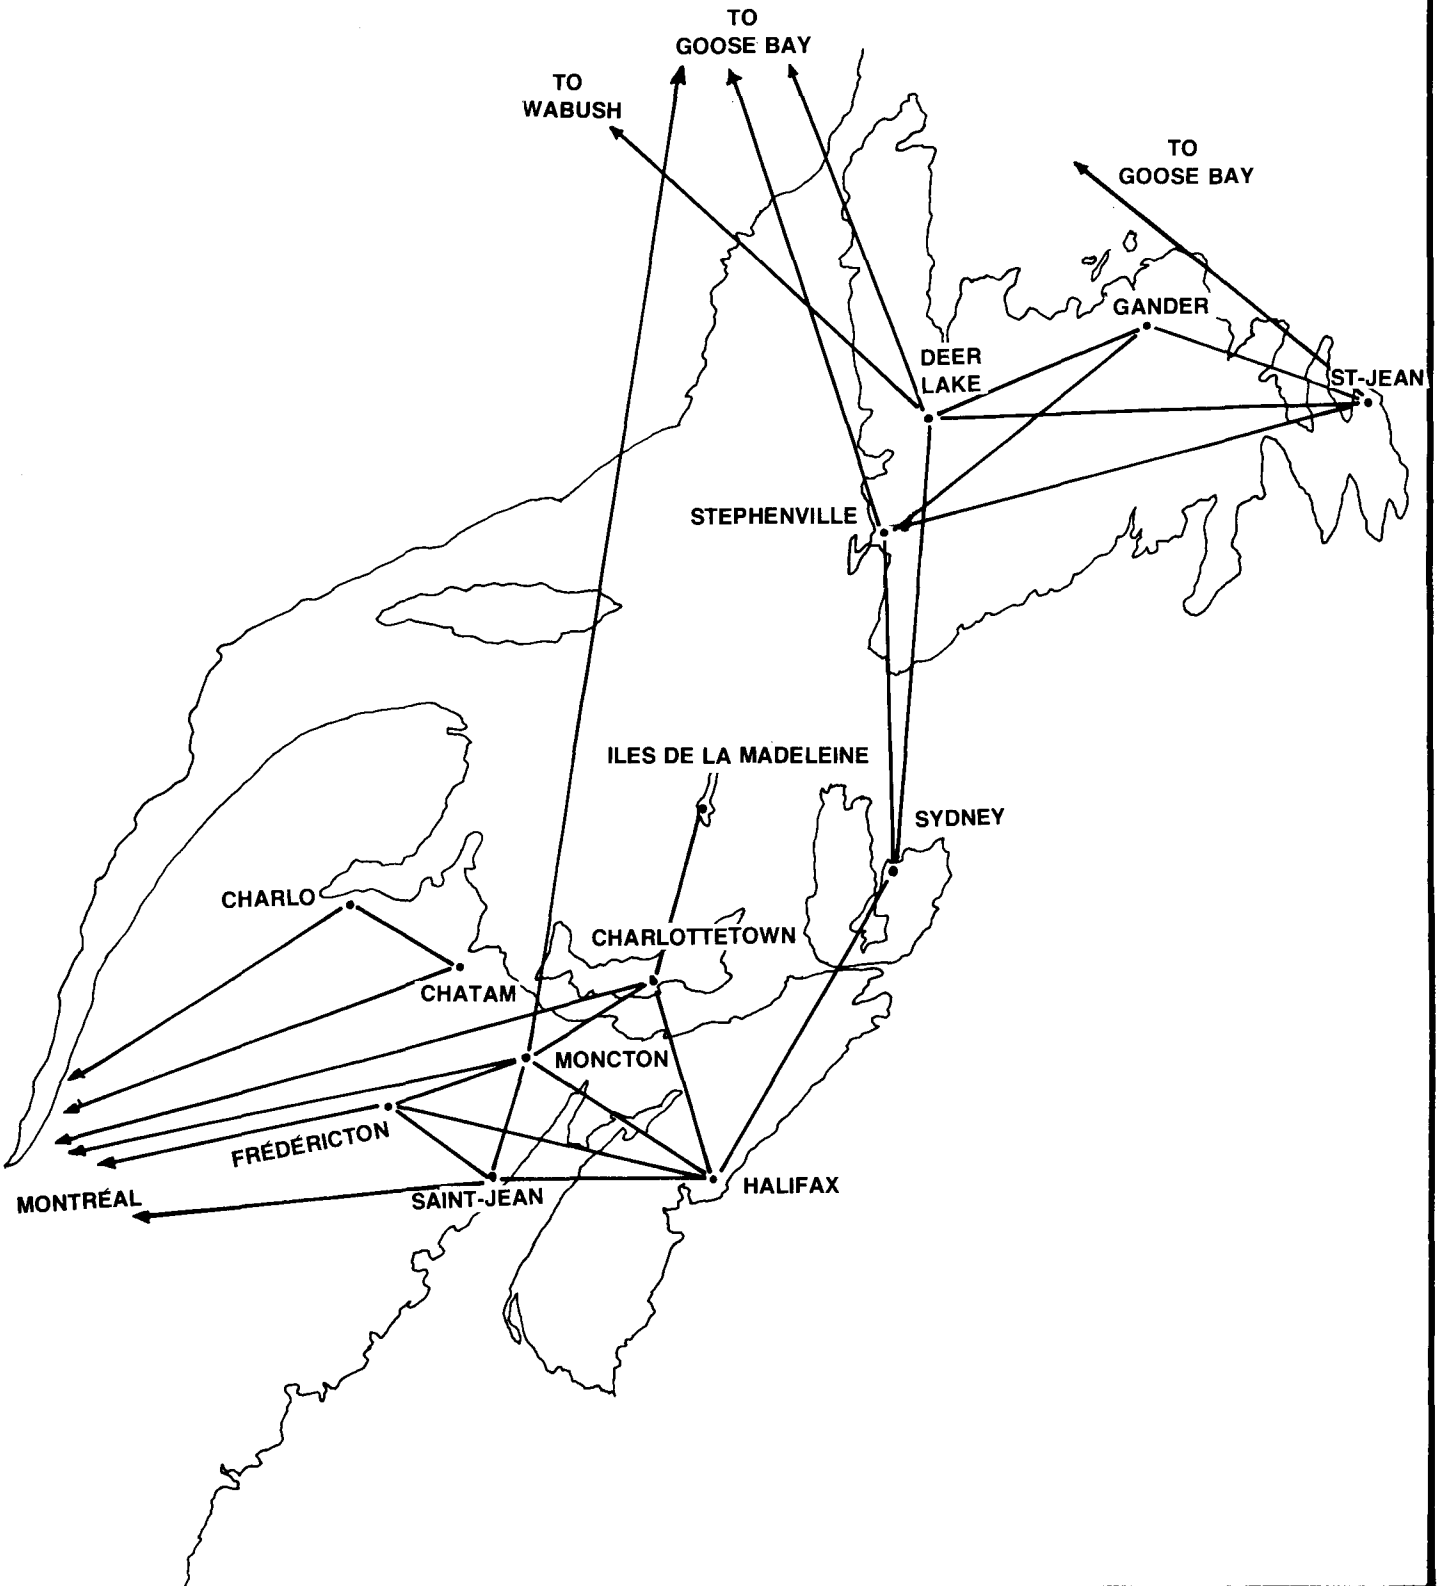 TO
GOOSE BAY
TO
WABUSH
TO
GOOSE BAY
GANDER
DEER
LAKE
ST-JEAN
STEPHENVILLE
ILES DE LA MADELEINE
SYDNEY
CHARLO
CHARLOTTETOWN
CHATAM
MONCTON
FRÉDÉRICTON
MONTRÉAL
SAINT-JEAN
HALIFAX